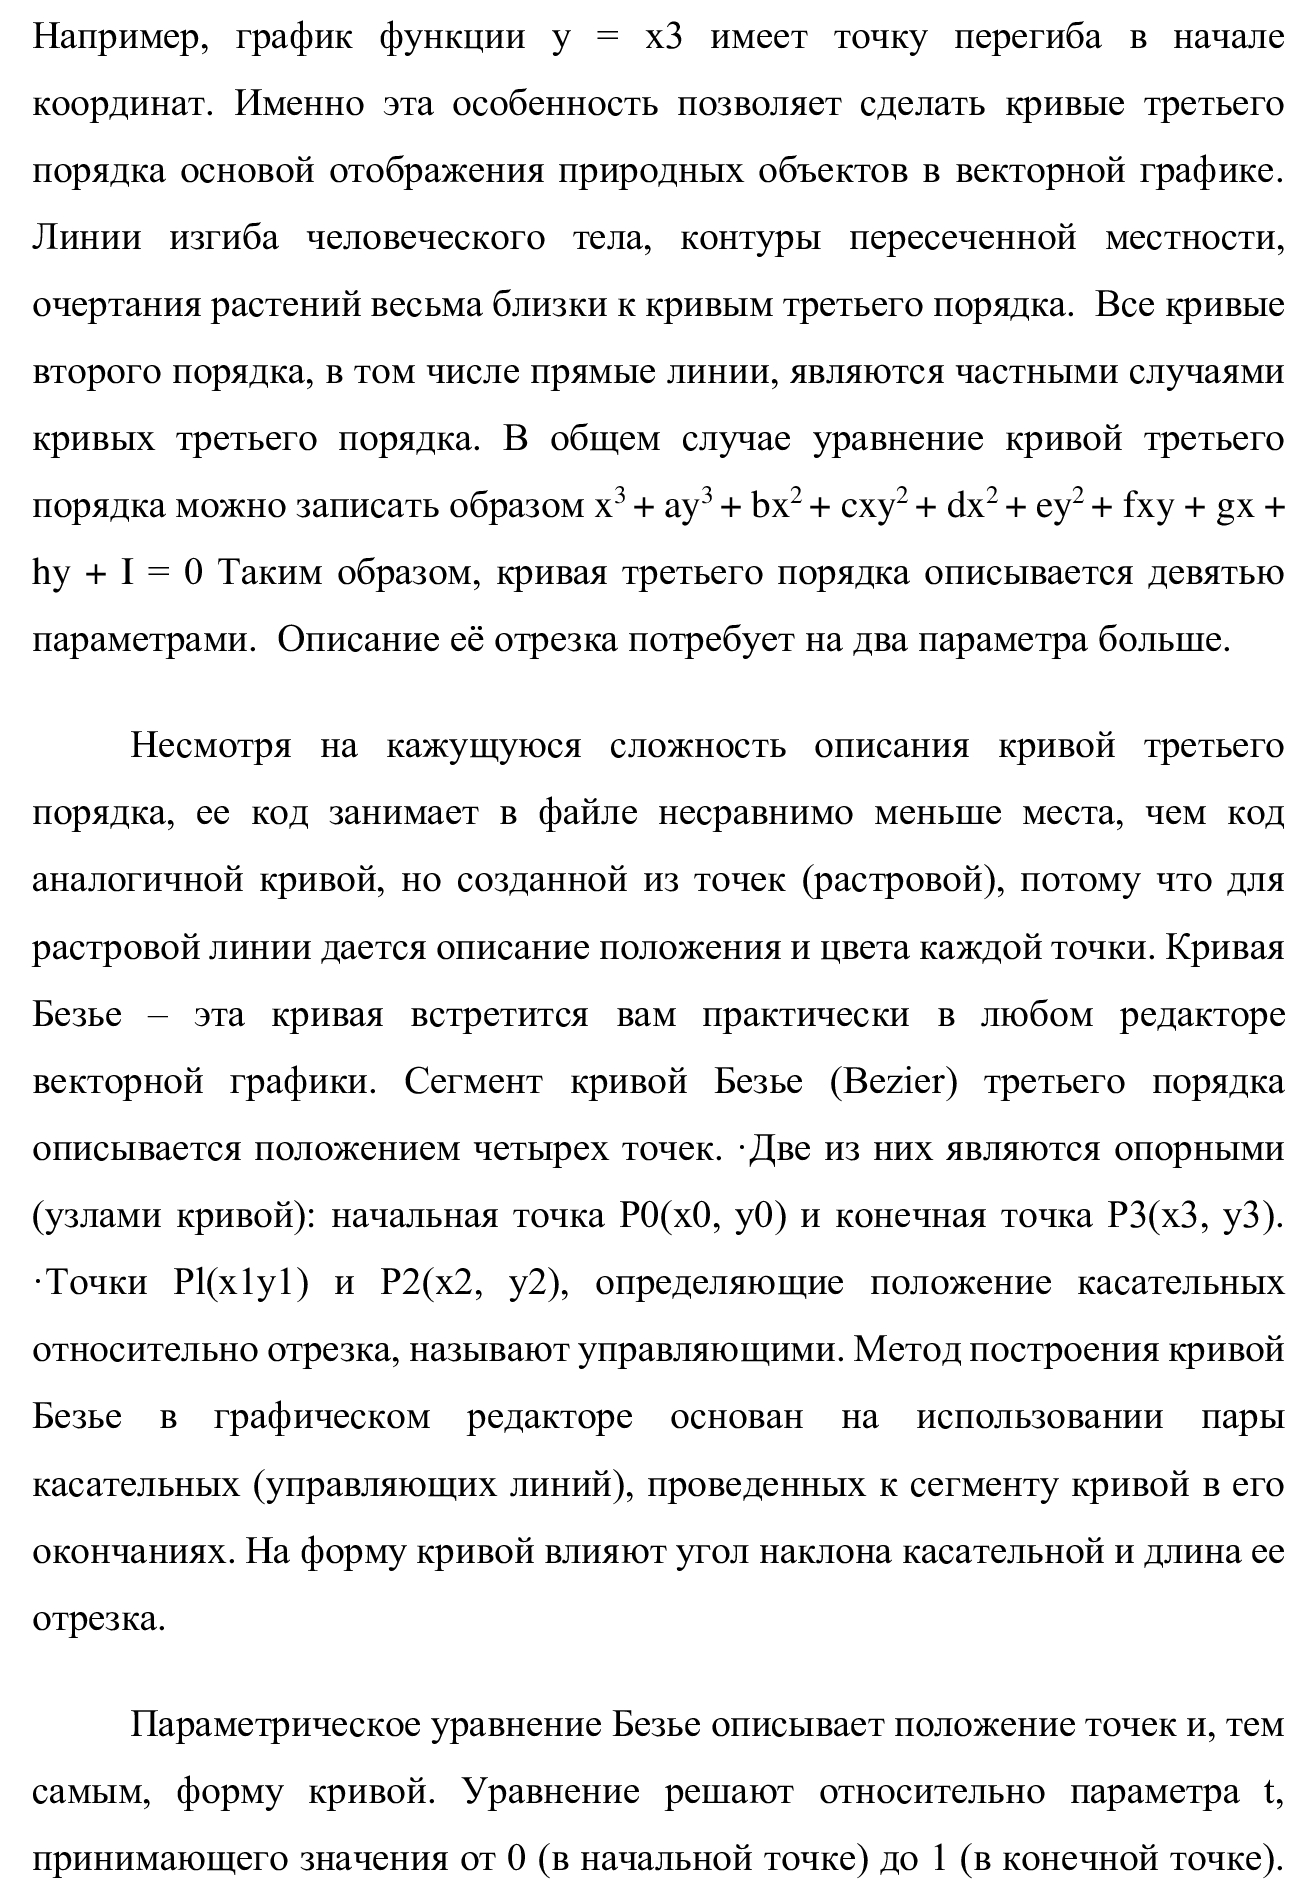 Например, график функции у = х3 имеет точку перегиба в начале
координат. Именно эта особенность позволяет сделать кривые третьего
порядка основой отображения природных объектов в векторной графике.
Линии изгиба человеческого тела, контуры пересеченной местности,
очертания растений весьма близки к кривым третьего порядка.  Все кривые
второго порядка, в том числе прямые линии, являются частными случаями
кривых третьего порядка. В общем случае уравнение кривой третьего
порядка можно записать образом x³ + ay³ + bx² + cxy² + dx² + ey² + fxy + gx +
hy + I = 0 Таким образом, кривая третьего порядка описывается девятью
параметрами.  Описание её отрезка потребует на два параметра больше.
Несмотря на кажущуюся сложность описания кривой третьего
порядка, ее код занимает в файле несравнимо меньше места, чем код
аналогичной кривой, но созданной из точек (растровой), потому что для
растровой линии дается описание положения и цвета каждой точки. Кривая
Безье – эта кривая встретится вам практически в любом редакторе
векторной графики. Сегмент кривой Безье (Bezier) третьего порядка
описывается положением четырех точек. ·Две из них являются опорными
(узлами кривой): начальная точка P0(x0, y0) и конечная точка P3(x3, y3).
·Точки Pl(x1y1) и P2(x2, y2), определяющие положение касательных
относительно отрезка, называют управляющими. Метод построения кривой
Безье в графическом редакторе основан на использовании пары
касательных (управляющих линий), проведенных к сегменту кривой в его
окончаниях. На форму кривой влияют угол наклона касательной и длина ее
отрезка.
Параметрическое уравнение Безье описывает положение точек и, тем
самым, форму кривой. Уравнение решают относительно параметра t,
принимающего значения от 0 (в начальной точке) до 1 (в конечной точке).